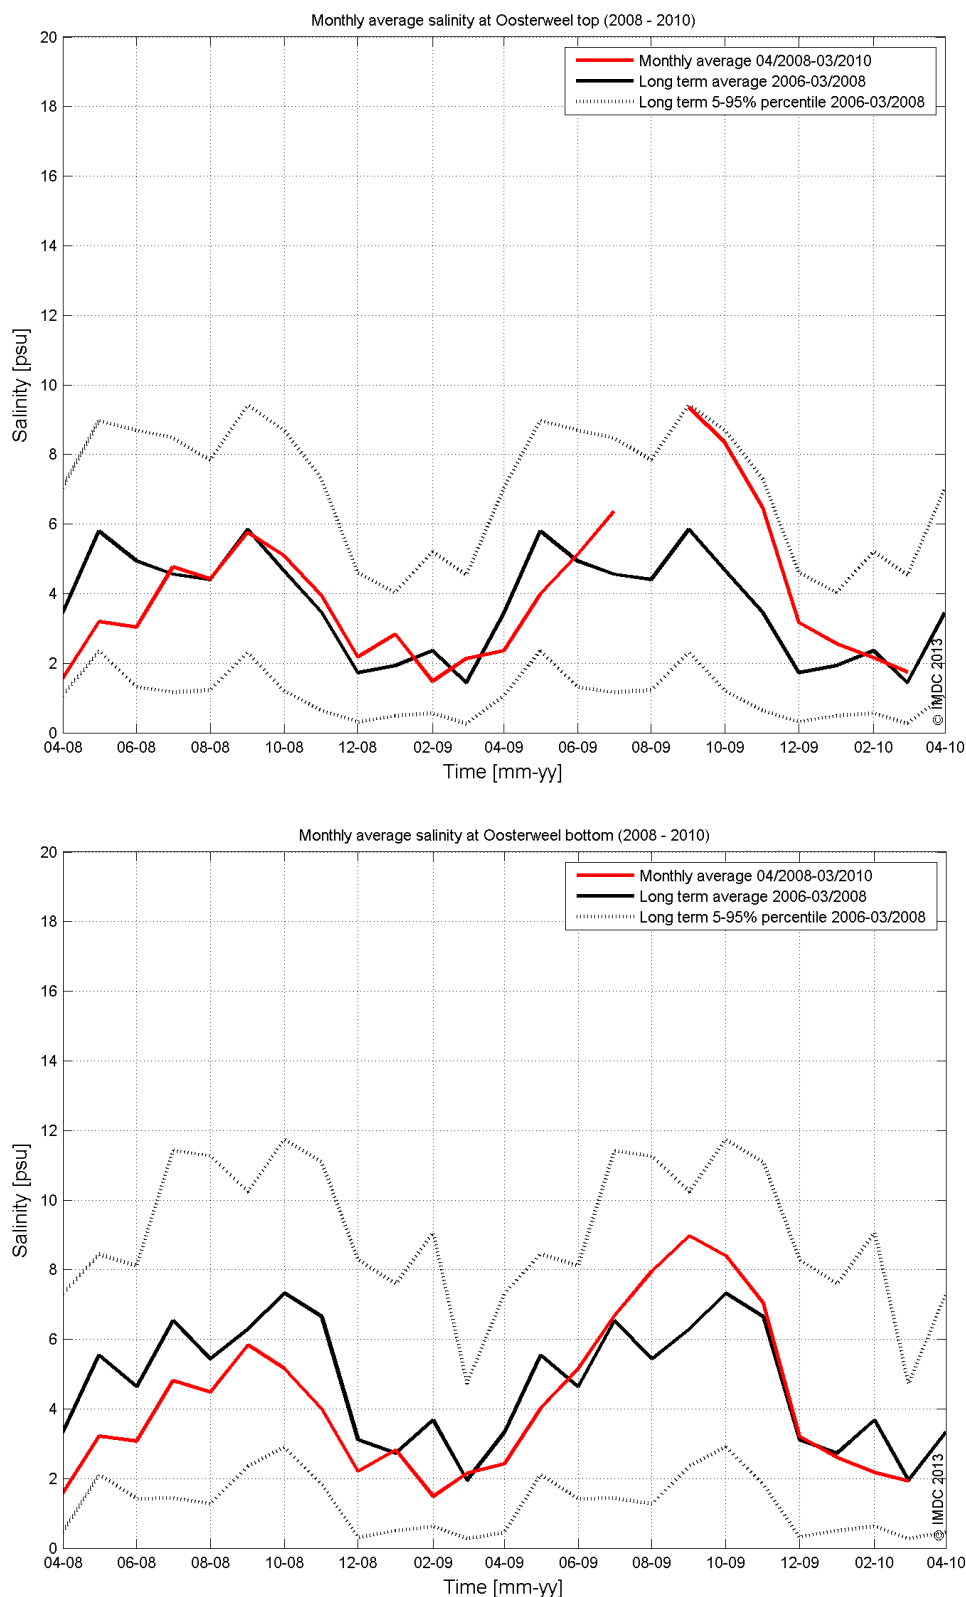 Monthly average salinity at Oosterweel top (2008 - 2010)
Monthly average 04/2008-03/2010
Long term average 2006-03/2008
Long term 5-95% percentile 2006-03/2008
20
18
16
14
12
10
8
6
4
2
0
Salinity [psu]
04-08 06-08 08-08 10-08 12-08 02-09 04-09 06-09 08-09 10-09 12-09 02-10 04-10
Time [mm-yy]
© IMDC 2013
Monthly average salinity at Oosterweel bottom (2008 - 2010)
Monthly average 04/2008-03/2010
Long term average 2006-03/2008
Long term 5-95% percentile 2006-03/2008
20
18
16
14
12
10
8
6
4
2
0
Salinity [psu]
04-08 06-08 08-08 10-08 12-08 02-09 04-09 06-09 08-09 10-09 12-09 02-10 04-10
Time [mm-yy]
© IMDC 2013